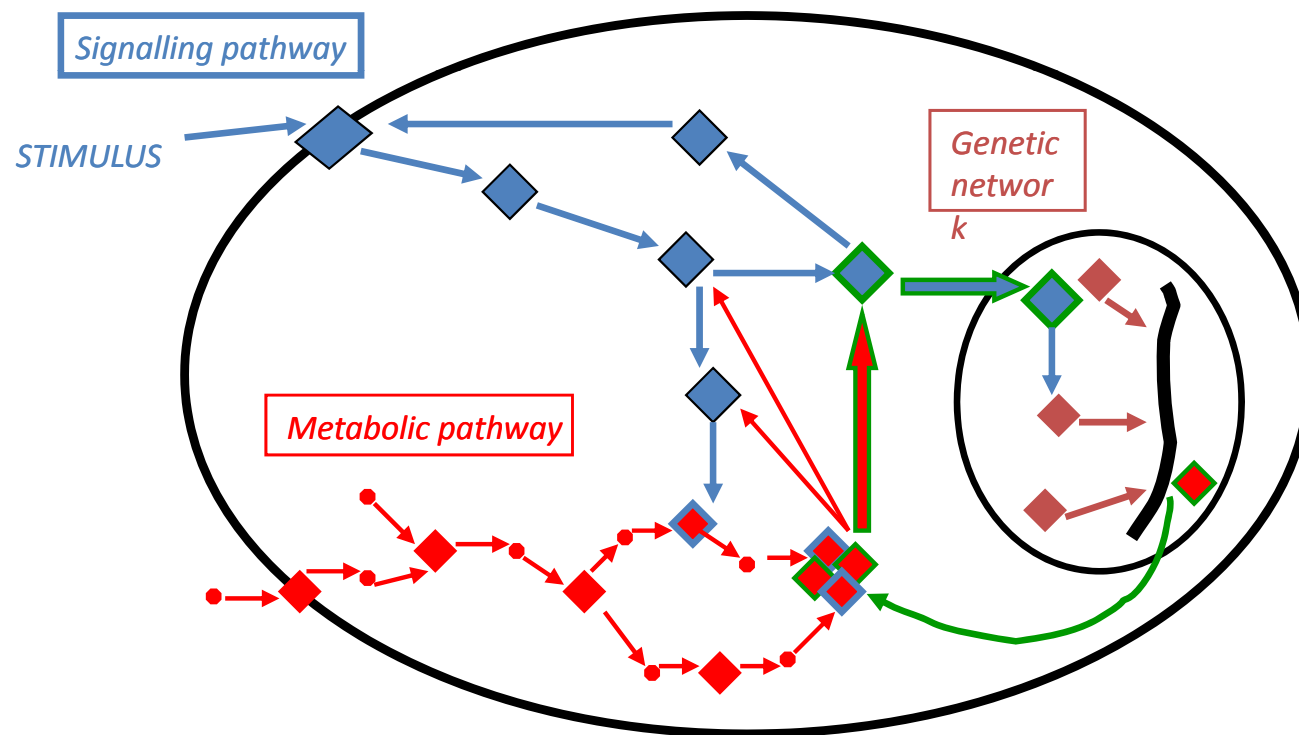 Signalling pathway
STIMULUS
Genetic
networ
k
Metabolic pathway